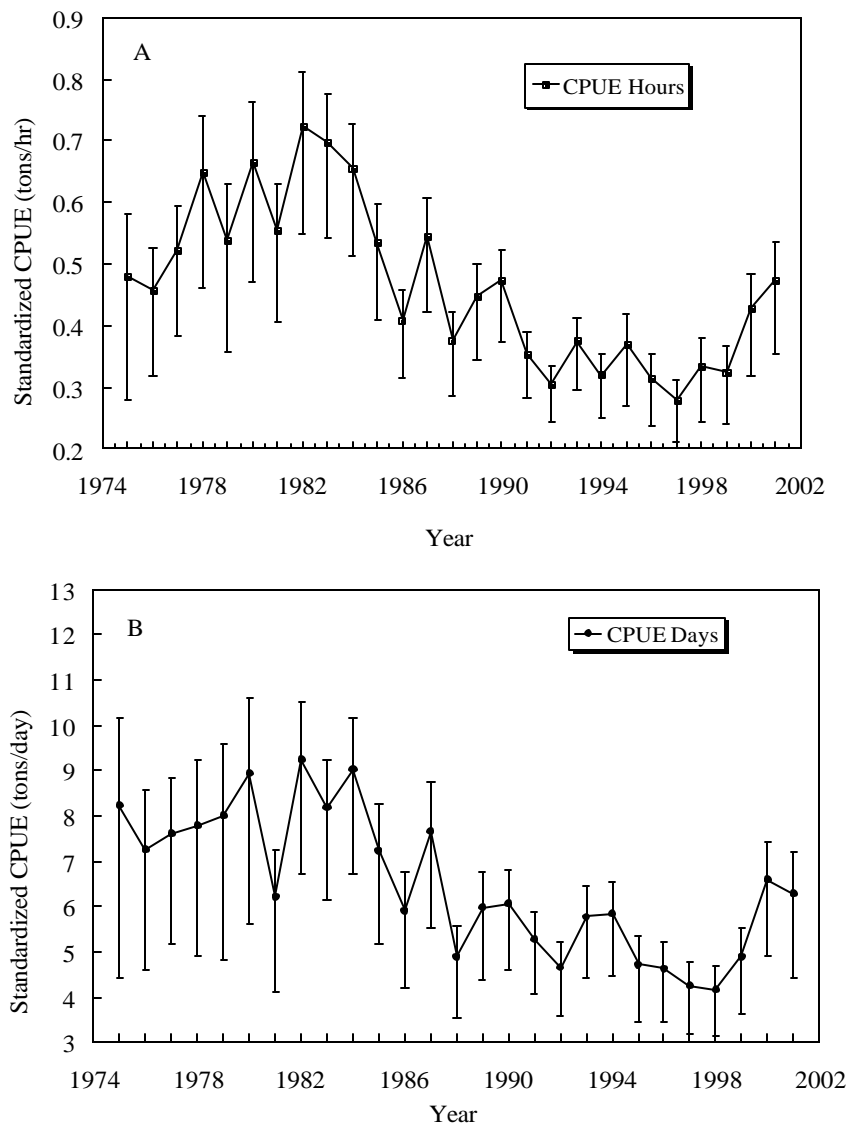 A
CPUE Hours
Standardized CPUE (tons/hr)
0.9
0.8
0.7
0.6
0.5
0.4
0.3
0.2
1974 1978 1982 1986 1990 1994 1998 2002
Year
B
CPUE Days
Standardized CPUE (tons/day)
13
12
11
10
9
8
7
6
5
4
3
1974 1978 1982 1986 1990 1994 1998 2002
Year